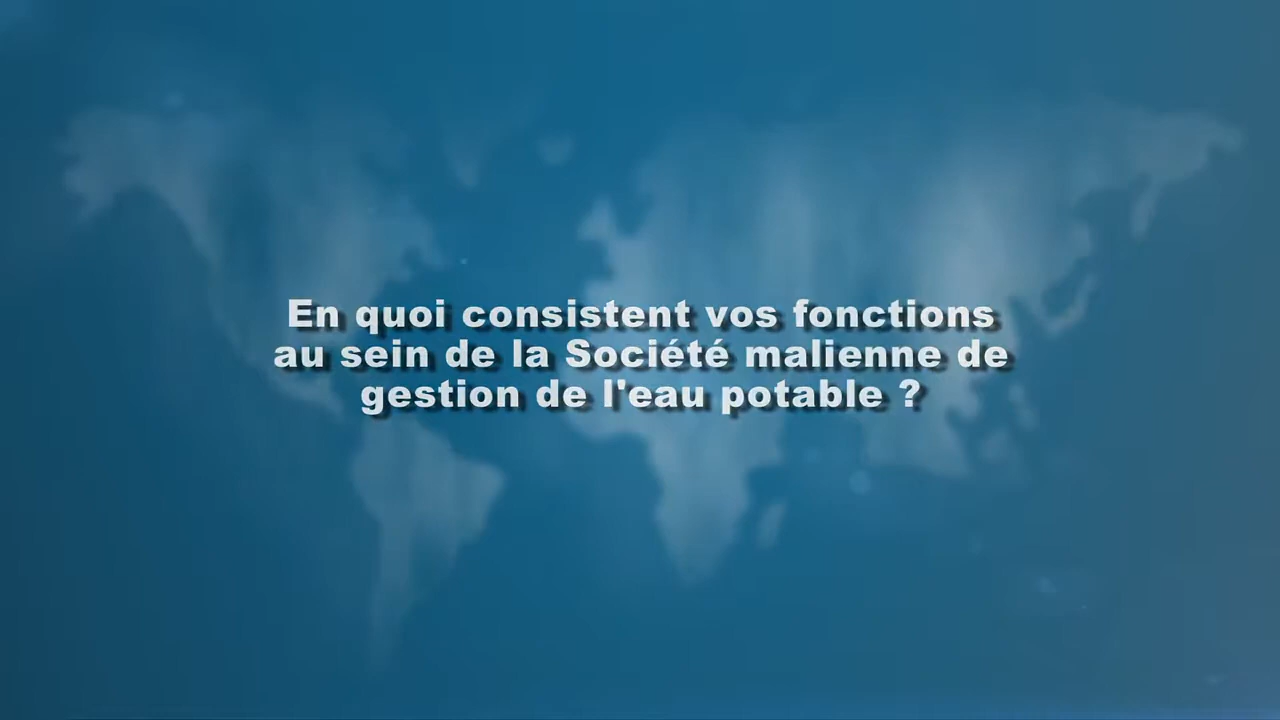 En quoi consistent vos fonctions
au sein de la Société malienne de
gestion de l'eau potable ?